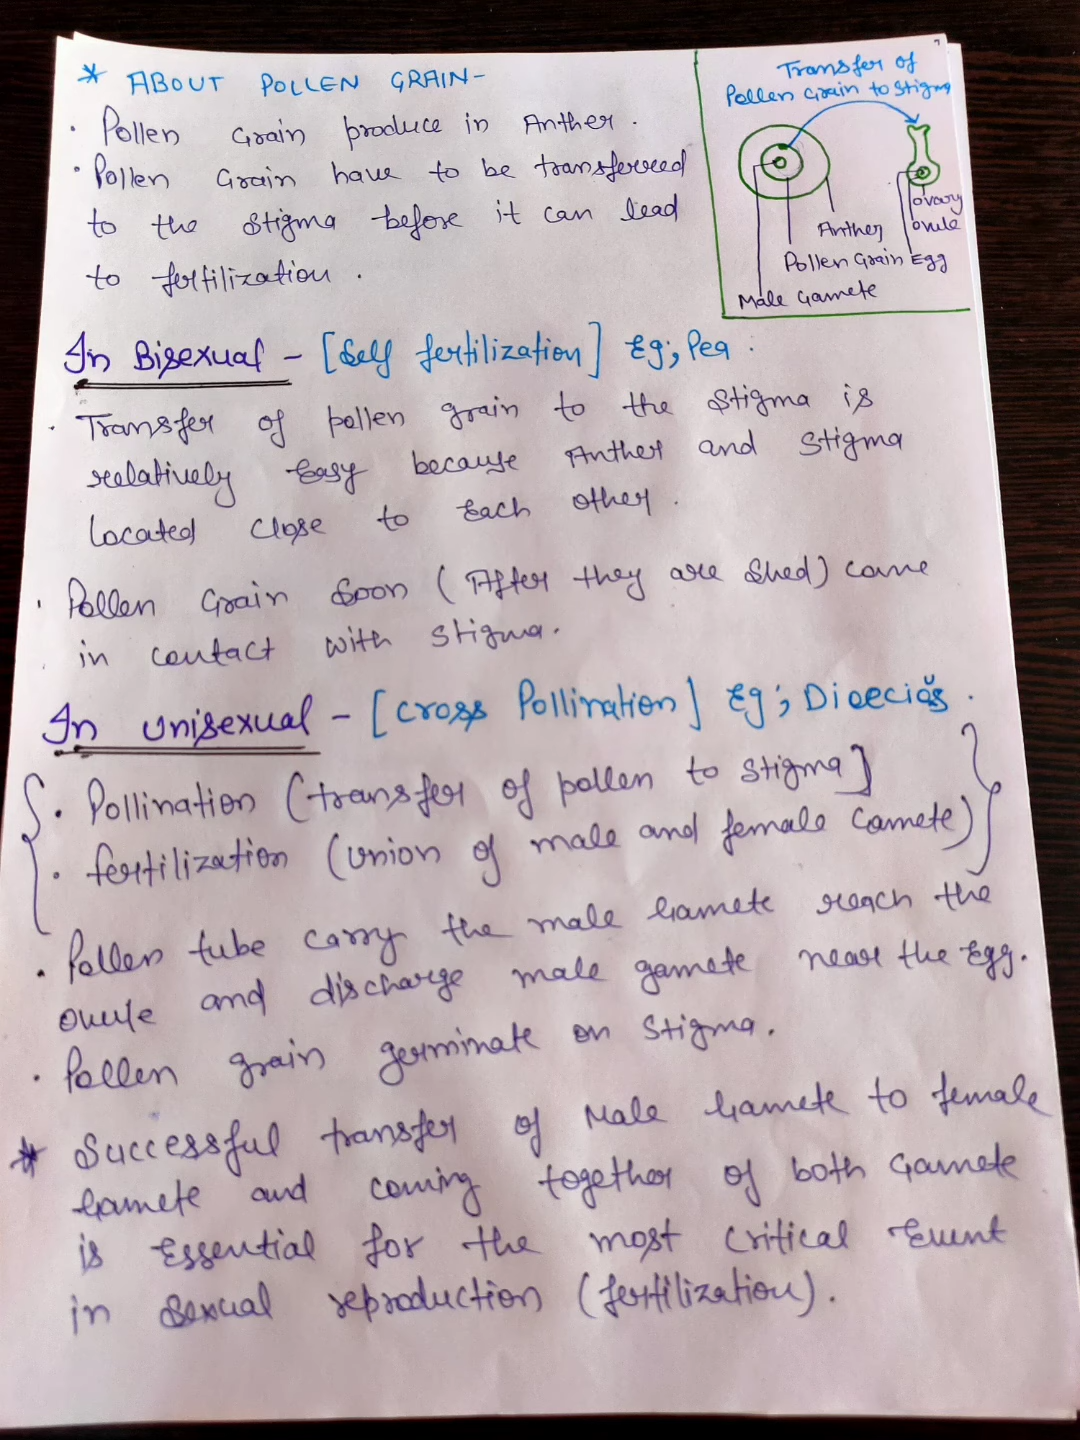 * ABOUT POLLEN GRAIN-
· Pollen Grain produce in Anther.
· Pollen Grain have to be transferred
to the stigma before it can lead
to fertilization.
Transfer of
Pollen Grain to Stigma
ovary
ovule
Anther
Pollen Grain Egg
Male Gamete
In Bisexual - [Self fertilization] Eg; Pea.
· Transfer of pollen grain to the stigma is
relatively Easy because Anther and Stigma
Located close to Each other.
· Pollen Grain Soon (After they are Shed) come
in contact with Stigma.
In Unisexual - [cross Pollination] Eg; Dioecious.
· Pollination (transfer of pollen to stigma]
· fertilization (Union of male and female Gamete)
· Pollen tube carry the male Gamete reach the
ovule and discharge male gamete near the Egg.
· Pollen grain germinate on Stigma.
* Successful transfer of Male Gamete to female
Gamete and coming together of both Gamete
is Essential for the most critical Event
in Sexual reproduction (fertilization).